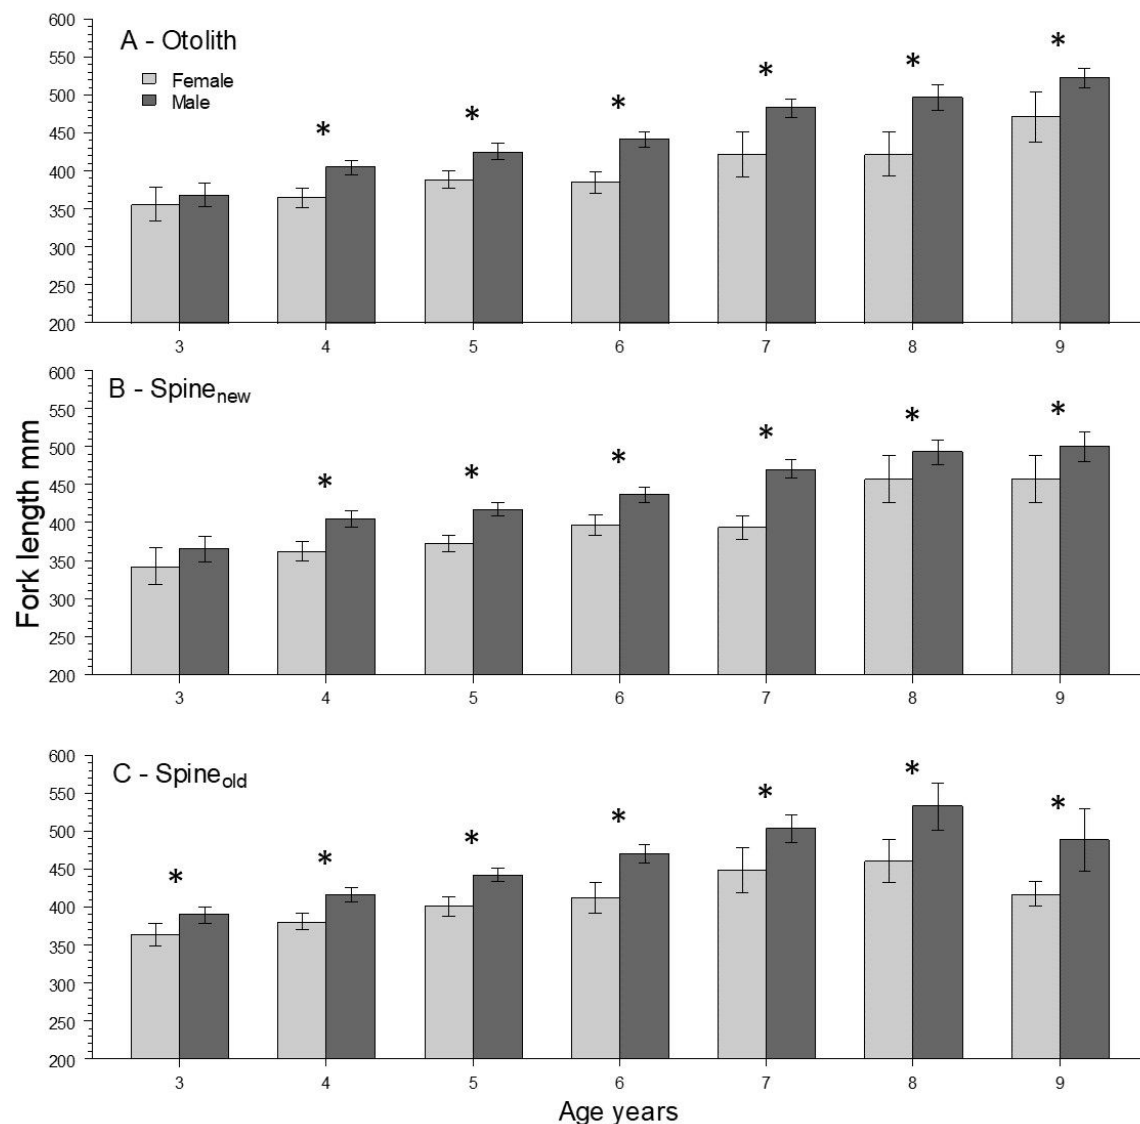 A - Otolith
Female
Male
600
550
500
450
400
350
300
250
200
* * * * * *
3 4 5 6 7 8 9
B - Spinenew
600
550
500
450
400
350
300
250
200
* * * * * *
3 4 5 6 7 8 9
Fork length mm
C - Spineold
600
550
500
450
400
350
300
250
200
* * * * * * *
3 4 5 6 7 8 9
Age years